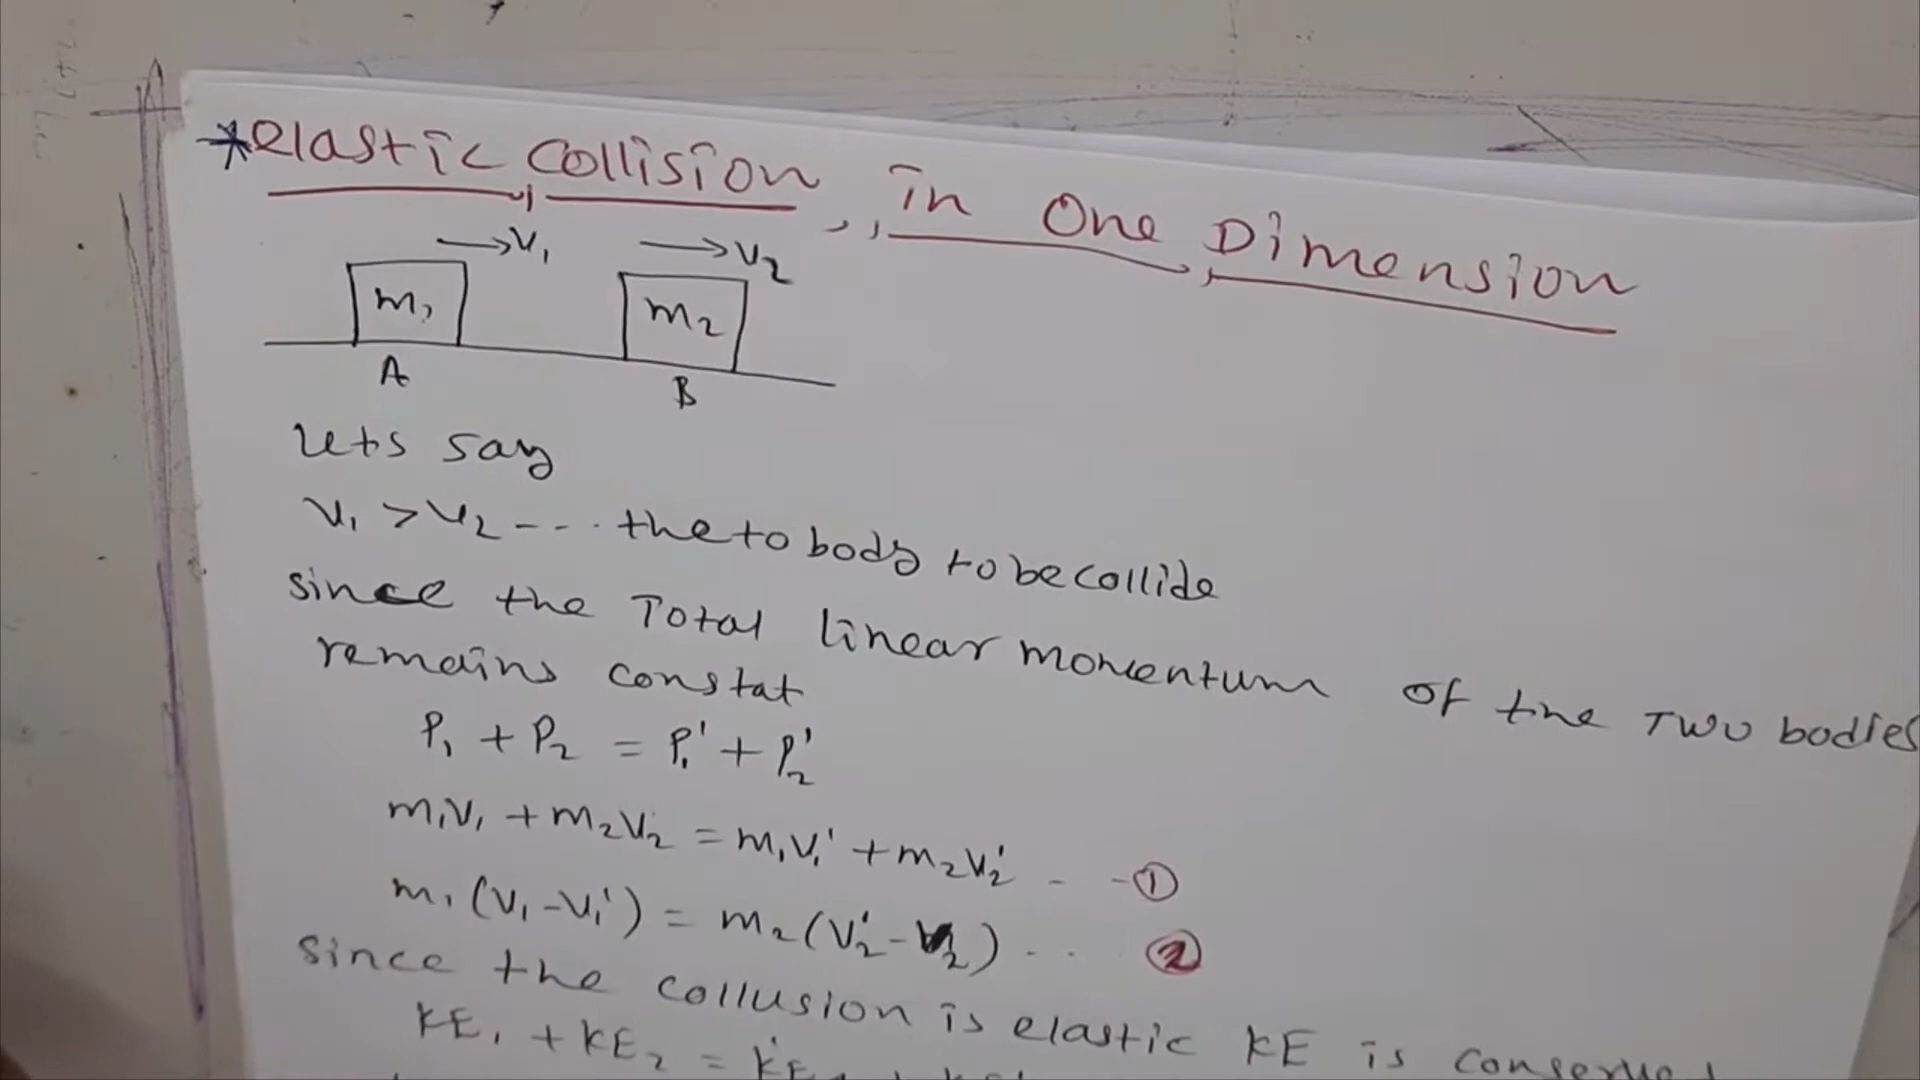 *elastic collision, in One Dimension
→V₁ →V₂
m₁ m₂
A B
Lets say
V₁ > V₂ --- the to body to be collide
since the Total linear momentum of the Two bodies
remains constat
P₁ + P₂ = P₁' + P₂'
m₁V₁ + m₂V₂ = m₁V₁' + m₂V₂' - - ①
m₁(V₁ - V₁') = m₂(V₂' - V₂) - - - ②
since the collusion is elastic KE is conserved
KE₁ + KE₂ =